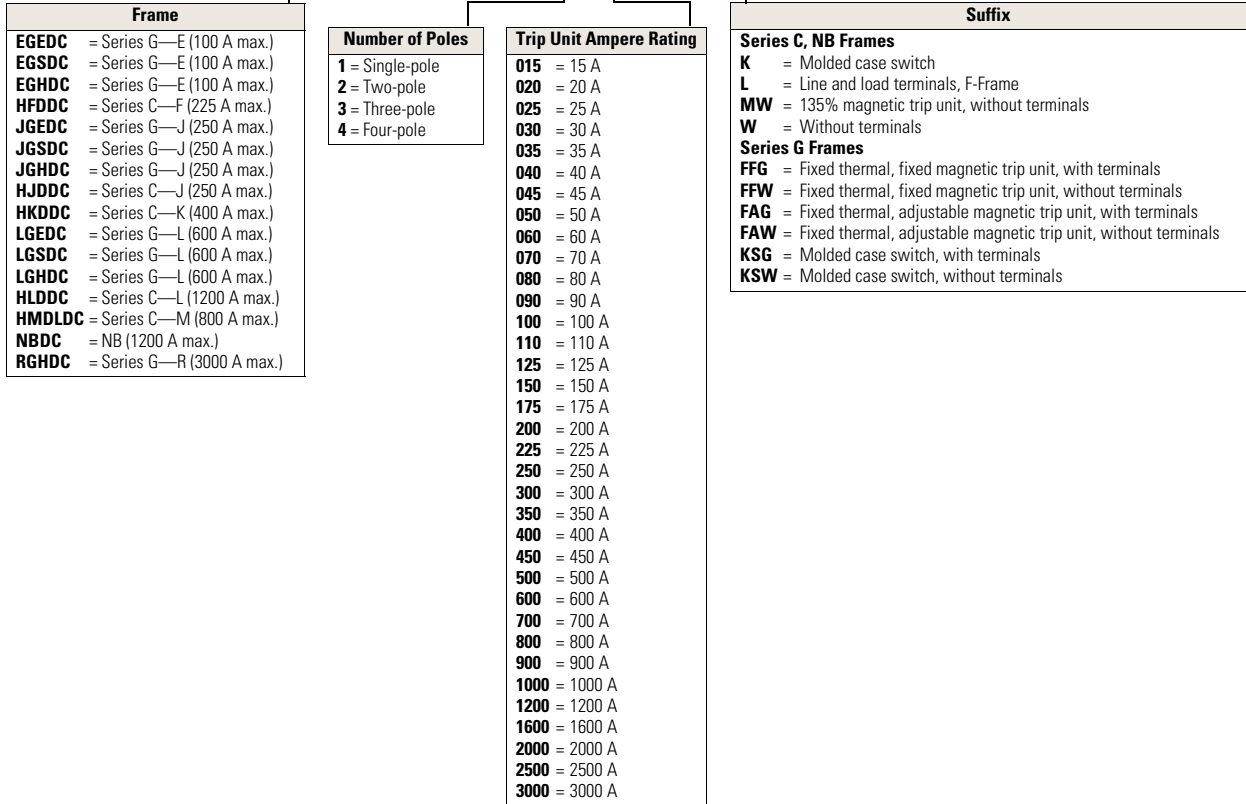 Frame
EGEDC = Series G—E (100 A max.)
EGSDC = Series G—E (100 A max.)
EGHDC = Series G—E (100 A max.)
HFDDC = Series C—F (225 A max.)
JGEDC = Series G—J (250 A max.)
JGSDC = Series G—J (250 A max.)
JGHDC = Series G—J (250 A max.)
HJDDC = Series C—J (250 A max.)
HKDDC = Series C—K (400 A max.)
LGEDC = Series G—L (600 A max.)
LGSDC = Series G—L (600 A max.)
LGHDC = Series G—L (600 A max.)
HLDDC = Series C—L (1200 A max.)
HMDLDC = Series C—M (800 A max.)
NBDC = NB (1200 A max.)
RGHDC = Series G—R (3000 A max.)
Number of Poles
1 = Single-pole
2 = Two-pole
3 = Three-pole
4 = Four-pole
Trip Unit Ampere Rating
015 = 15 A
020 = 20 A
025 = 25 A
030 = 30 A
035 = 35 A
040 = 40 A
045 = 45 A
050 = 50 A
060 = 60 A
070 = 70 A
080 = 80 A
090 = 90 A
100 = 100 A
110 = 110 A
125 = 125 A
150 = 150 A
175 = 175 A
200 = 200 A
225 = 225 A
250 = 250 A
300 = 300 A
350 = 350 A
400 = 400 A
450 = 450 A
500 = 500 A
600 = 600 A
700 = 700 A
800 = 800 A
900 = 900 A
1000 = 1000 A
1200 = 1200 A
1600 = 1600 A
2000 = 2000 A
2500 = 2500 A
3000 = 3000 A
Suffix
Series C, NB Frames
K = Molded case switch
L = Line and load terminals, F-Frame
MW = 135% magnetic trip unit, without terminals
W = Without terminals
Series G Frames
FFG = Fixed thermal, fixed magnetic trip unit, with terminals
FFW = Fixed thermal, fixed magnetic trip unit, without terminals
FAG = Fixed thermal, adjustable magnetic trip unit, with terminals
FAW = Fixed thermal, adjustable magnetic trip unit, without terminals
KSG = Molded case switch, with terminals
KSW = Molded case switch, without terminals